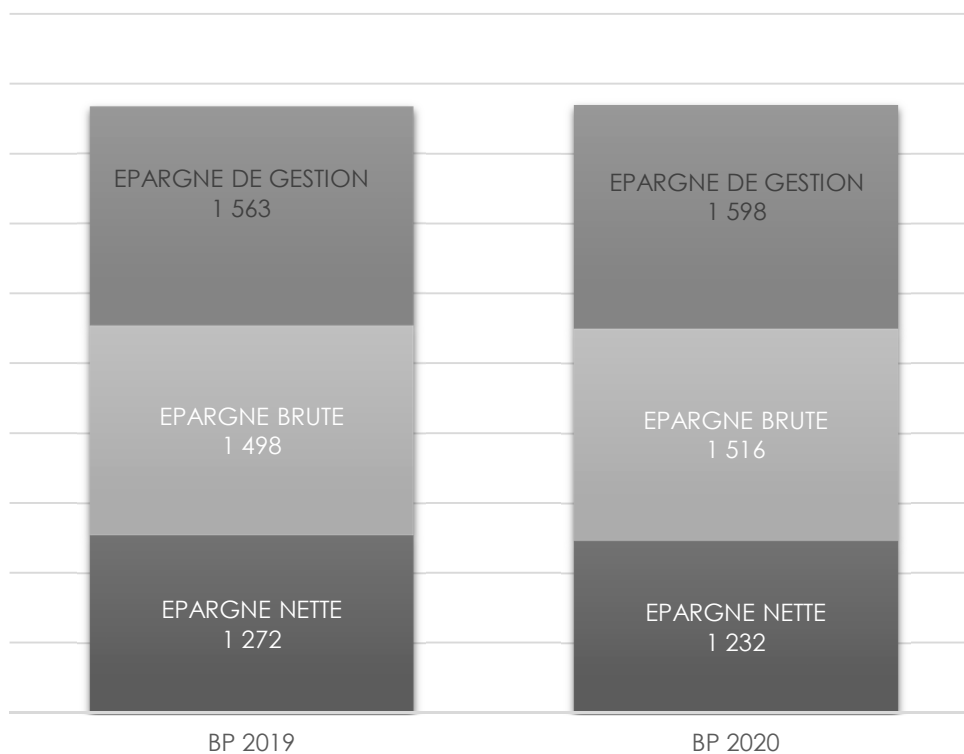 EPARGNE DE GESTION
1 563
EPARGNE BRUTE
1 498
EPARGNE NETTE
1 272
BP 2019
EPARGNE DE GESTION
1 598
EPARGNE BRUTE
1 516
EPARGNE NETTE
1 232
BP 2020